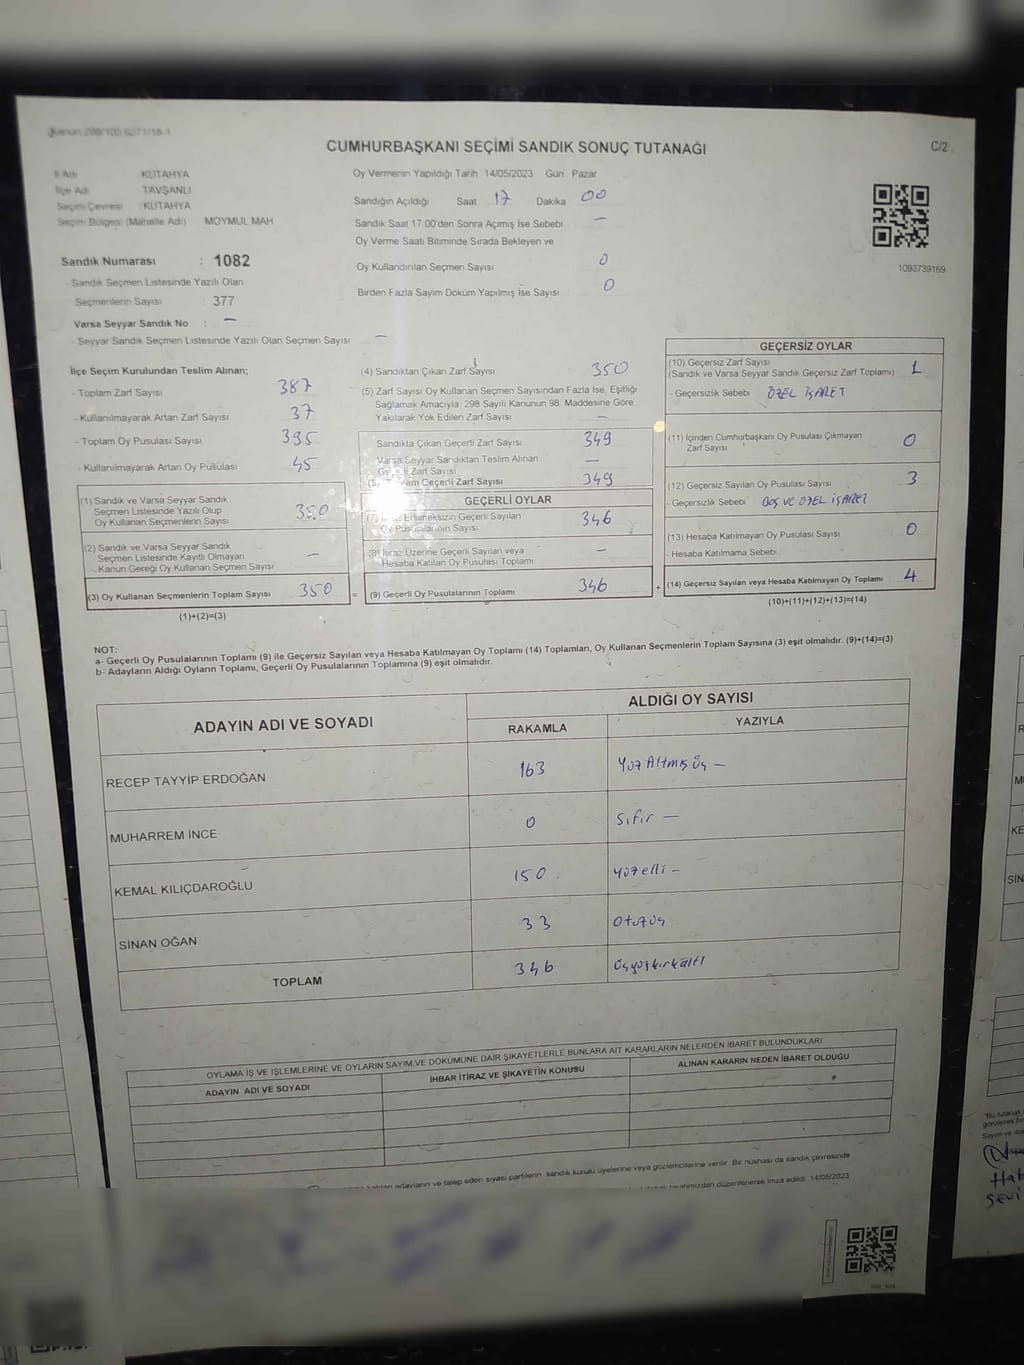 CUMHURBAŞKANI SEÇİMİ SANDIK SONUÇ TUTANAĞI
C/2
İl Adı KÜTAHYA
İlçe Adı TAVŞANLI
Seçim Çevresi : KÜTAHYA
Seçim Bölgesi (Mahalle Adı) MOYMUL MAH
Sandık Numarası : 1082
- Sandık Seçmen Listesinde Yazılı Olan
Seçmenlerin Sayısı : 377
Varsa Seyyar Sandık No : —
- Seyyar Sandık Seçmen Listesinde Yazılı Olan Seçmen Sayısı —
Oy Vermenin Yapıldığı Tarih 14/05/2023 Gün Pazar
Sandığın Açıldığı Saat 17 Dakika 00
Sandık Saat 17:00'den Sonra Açımış İse Sebebi —
Oy Verme Saati Bitiminde Sırada Bekleyen ve
Oy Kullandırılan Seçmen Sayısı 0
Birden Fazla Sayım Döküm Yapılmış İse Sayısı 0
1093739169
İlçe Seçim Kurulundan Teslim Alınan;
- Toplam Zarf Sayısı 387
- Kullanılmayarak Artan Zarf Sayısı 37
- Toplam Oy Pusulası Sayısı 395
- Kullanılmayarak Artan Oy Pusulası 45
(1) Sandık ve Varsa Seyyar Sandık
Seçmen Listesinde Yazılı Olup
Oy Kullanan Seçmenlerin Sayısı 350
(2) Sandık ve Varsa Seyyar Sandık
Seçmen Listesinde Kayıtlı Olmayan
Kanun Gereği Oy Kullanan Seçmen Sayısı —
(3) Oy Kullanan Seçmenlerin Toplam Sayısı 350 =
(1)+(2)=(3)
(4) Sandıktan Çıkan Zarf Sayısı 350
(5) Zarf Sayısı Oy Kullanan Seçmen Sayısından Fazla İse, Eşitliği
Sağlamak Amacıyla, 298 Sayılı Kanunun 98. Maddesine Göre
Yakılarak Yok Edilen Zarf Sayısı —
Sandıkta Çıkan Geçerli Zarf Sayısı 349
Varsa Seyyar Sandıktan Teslim Alınan
Zarf Sayısı —
Geçerli Zarf Sayısı 349
GEÇERLİ OYLAR
Geçerli Sayılan
Sayısı 346
(8) İtiraz Üzerine Geçerli Sayılan veya
Hesaba Katılan Oy Pusulası Toplamı —
(9) Geçerli Oy Pusulalarının Toplamı 346 +
GEÇERSİZ OYLAR
(10) Geçersiz Zarf Sayısı
(Sandık ve Varsa Seyyar Sandık Geçersiz Zarf Toplamı) 1
- Geçersizlik Sebebi ÖZEL İŞARET
(11) İçinden Cumhurbaşkanı Oy Pusulası Çıkmayan
Zarf Sayısı 0
(12) Geçersiz Sayılan Oy Pusulası Sayısı 3
- Geçersizlik Sebebi BOŞ VE ÖZEL İŞARET
(13) Hesaba Katılmayan Oy Pusulası Sayısı 0
- Hesaba Katılmama Sebebi
(14) Geçersiz Sayılan veya Hesaba Katılmayan Oy Toplamı 4
(10)+(11)+(12)+(13)=(14)
NOT:
a- Geçerli Oy Pusulalarının Toplamı (9) ile Geçersiz Sayılan veya Hesaba Katılmayan Oy Toplamı (14) Toplamları, Oy Kullanan Seçmenlerin Toplam Sayısına (3) eşit olmalıdır. (9)+(14)=(3)
b- Adayların Aldığı Oyların Toplamı, Geçerli Oy Pusulalarının Toplamına (9) eşit olmalıdır.
ADAYIN ADI VE SOYADI
ALDIĞI OY SAYISI
RAKAMLA YAZIYLA
RECEP TAYYİP ERDOĞAN 163 Yüz Altmış Üç —
MUHARREM İNCE 0 Sıfır —
KEMAL KILIÇDAROĞLU 150 Yüzelli —
SİNAN OĞAN 33 Otuzüç
TOPLAM 346 Üçyüzkırkaltı
OYLAMA İŞ VE İŞLEMLERİNE VE OYLARIN SAYIM VE DÖKÜMÜNE DAİR ŞİKAYETLERLE BUNLARA AİT KARARLARIN NELERDEN İBARET BULUNDUKLARI
ADAYIN ADI VE SOYADI İHBAR İTİRAZ VE ŞİKAYETİN KONUSU ALINAN KARARIN NEDEN İBARET OLDUĞU
adayların ve talep eden siyasi partilerin sandık kurulu üyelerine veya gözlemcilerine verilir. Bir nüshası da sandık çevresinde
tarafımızdan düzenlenerek imza edildi. 14/05/2023